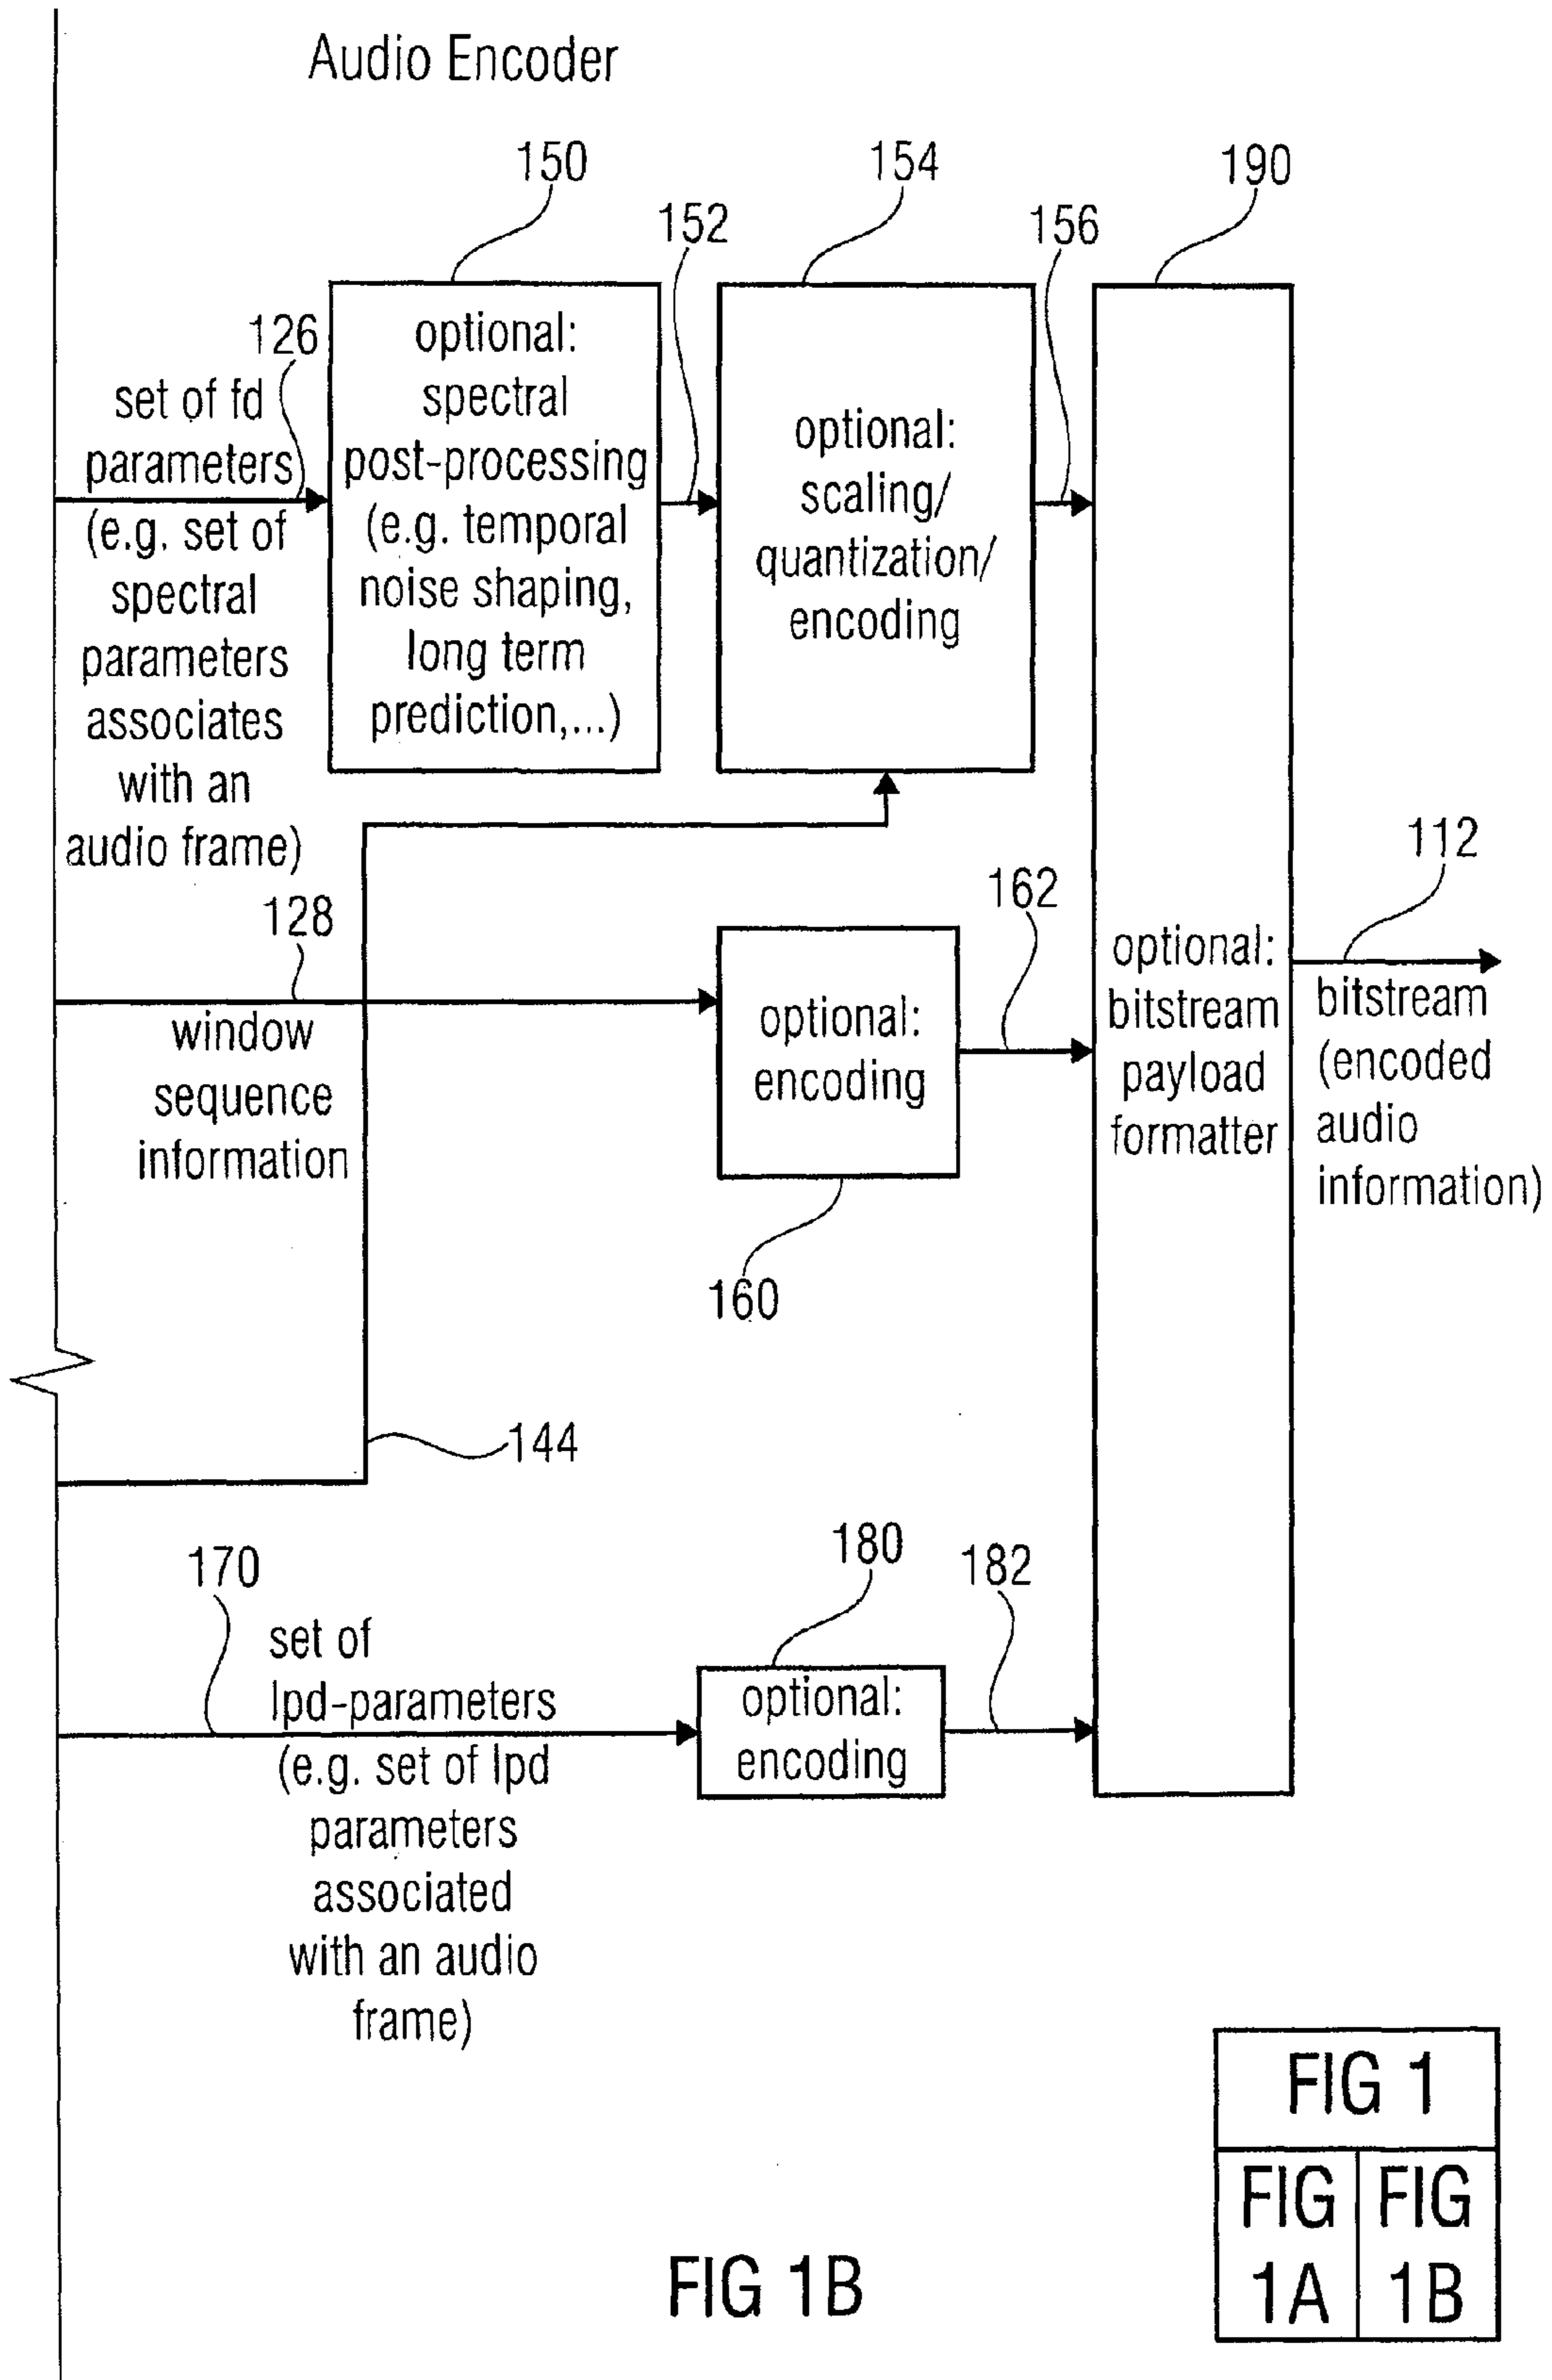 Audio Encoder
150
154
190
152
156
126
set of fd
parameters
(e.g. set of
spectral
parameters
associates
with an
audio frame)
optional:
spectral
post-processing
(e.g. temporal
noise shaping,
long term
prediction,...)
optional:
scaling/
quantization/
encoding
112
128
162
window
sequence
information
optional:
encoding
optional:
bitstream
payload
formatter
bitstream
(encoded
audio
information)
160
144
170
180
182
set of
lpd-parameters
(e.g. set of lpd
parameters
associated
with an audio
frame)
optional:
encoding
FIG 1
FIG
1A
FIG
1B
FIG 1B